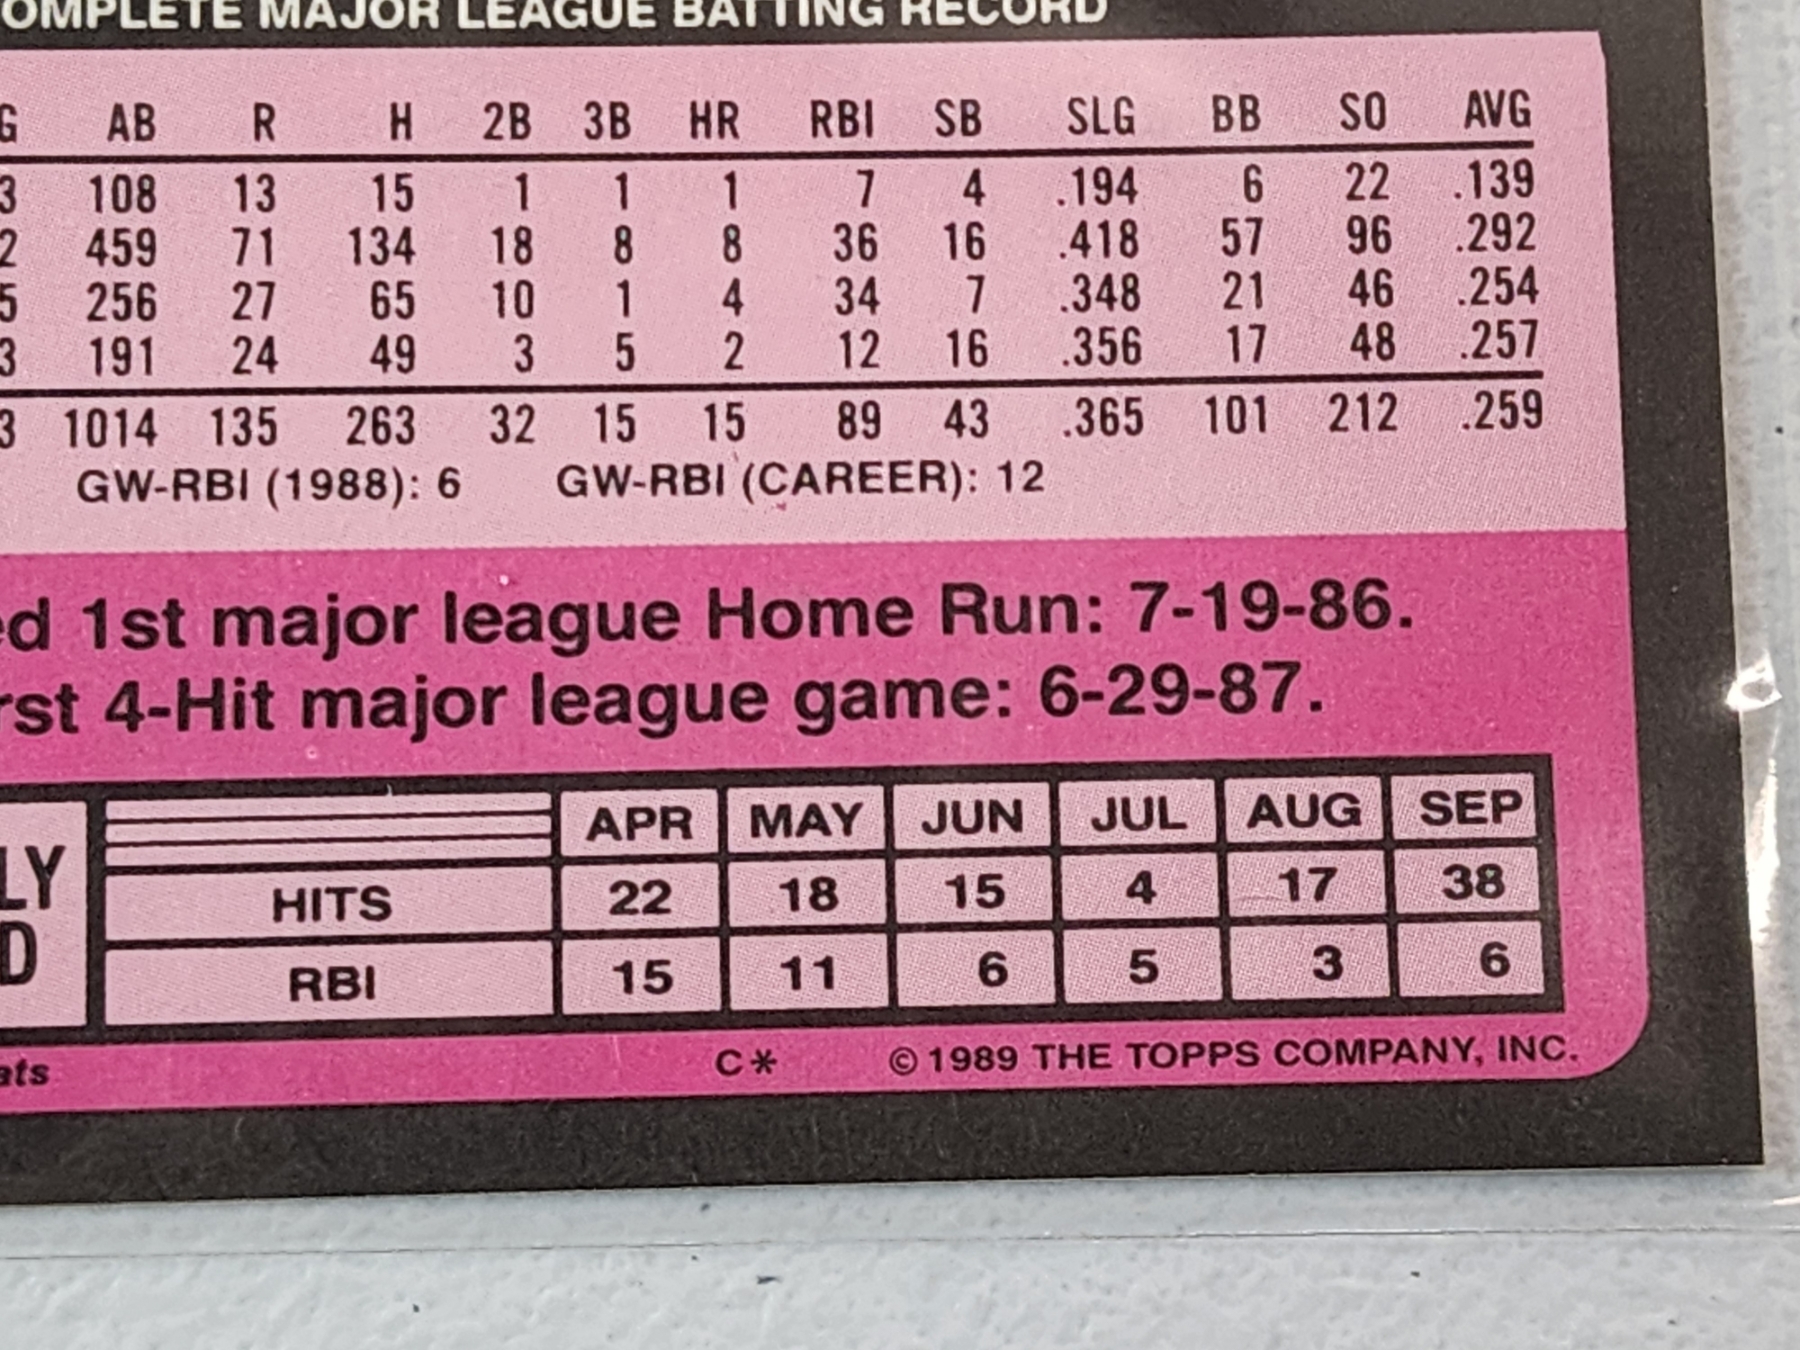 OMPLETE MAJOR LEAGUE BATTING RECORD
G AB R H 2B 3B HR RBI SB SLG BB SO AVG
3 108 13 15 1 1 1 7 4 .194 6 22 .139
2 459 71 134 18 8 8 36 16 .418 57 96 .292
5 256 27 65 10 1 4 34 7 .348 21 46 .254
3 191 24 49 3 5 2 12 16 .356 17 48 .257
3 1014 135 263 32 15 15 89 43 .365 101 212 .259
GW-RBI (1988): 6 GW-RBI (CAREER): 12
ed 1st major league Home Run: 7-19-86.
rst 4-Hit major league game: 6-29-87.
APR MAY JUN JUL AUG SEP
LY HITS 22 18 15 4 17 38
D RBI 15 11 6 5 3 6
ats C* © 1989 THE TOPPS COMPANY, INC.